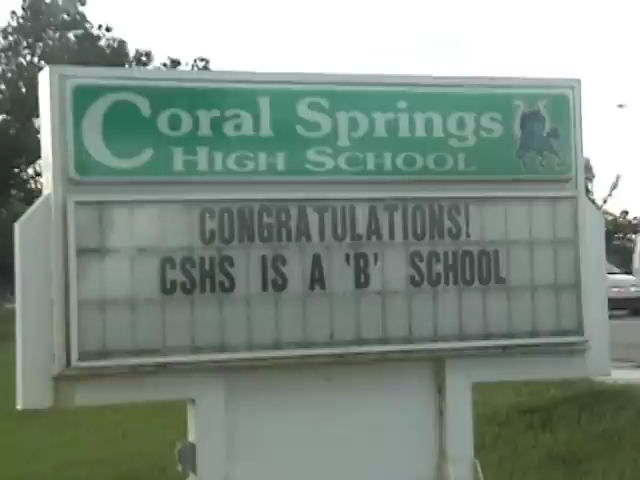 Coral Springs
High School
CONGRATULATIONS!
CSHS IS A 'B' SCHOOL